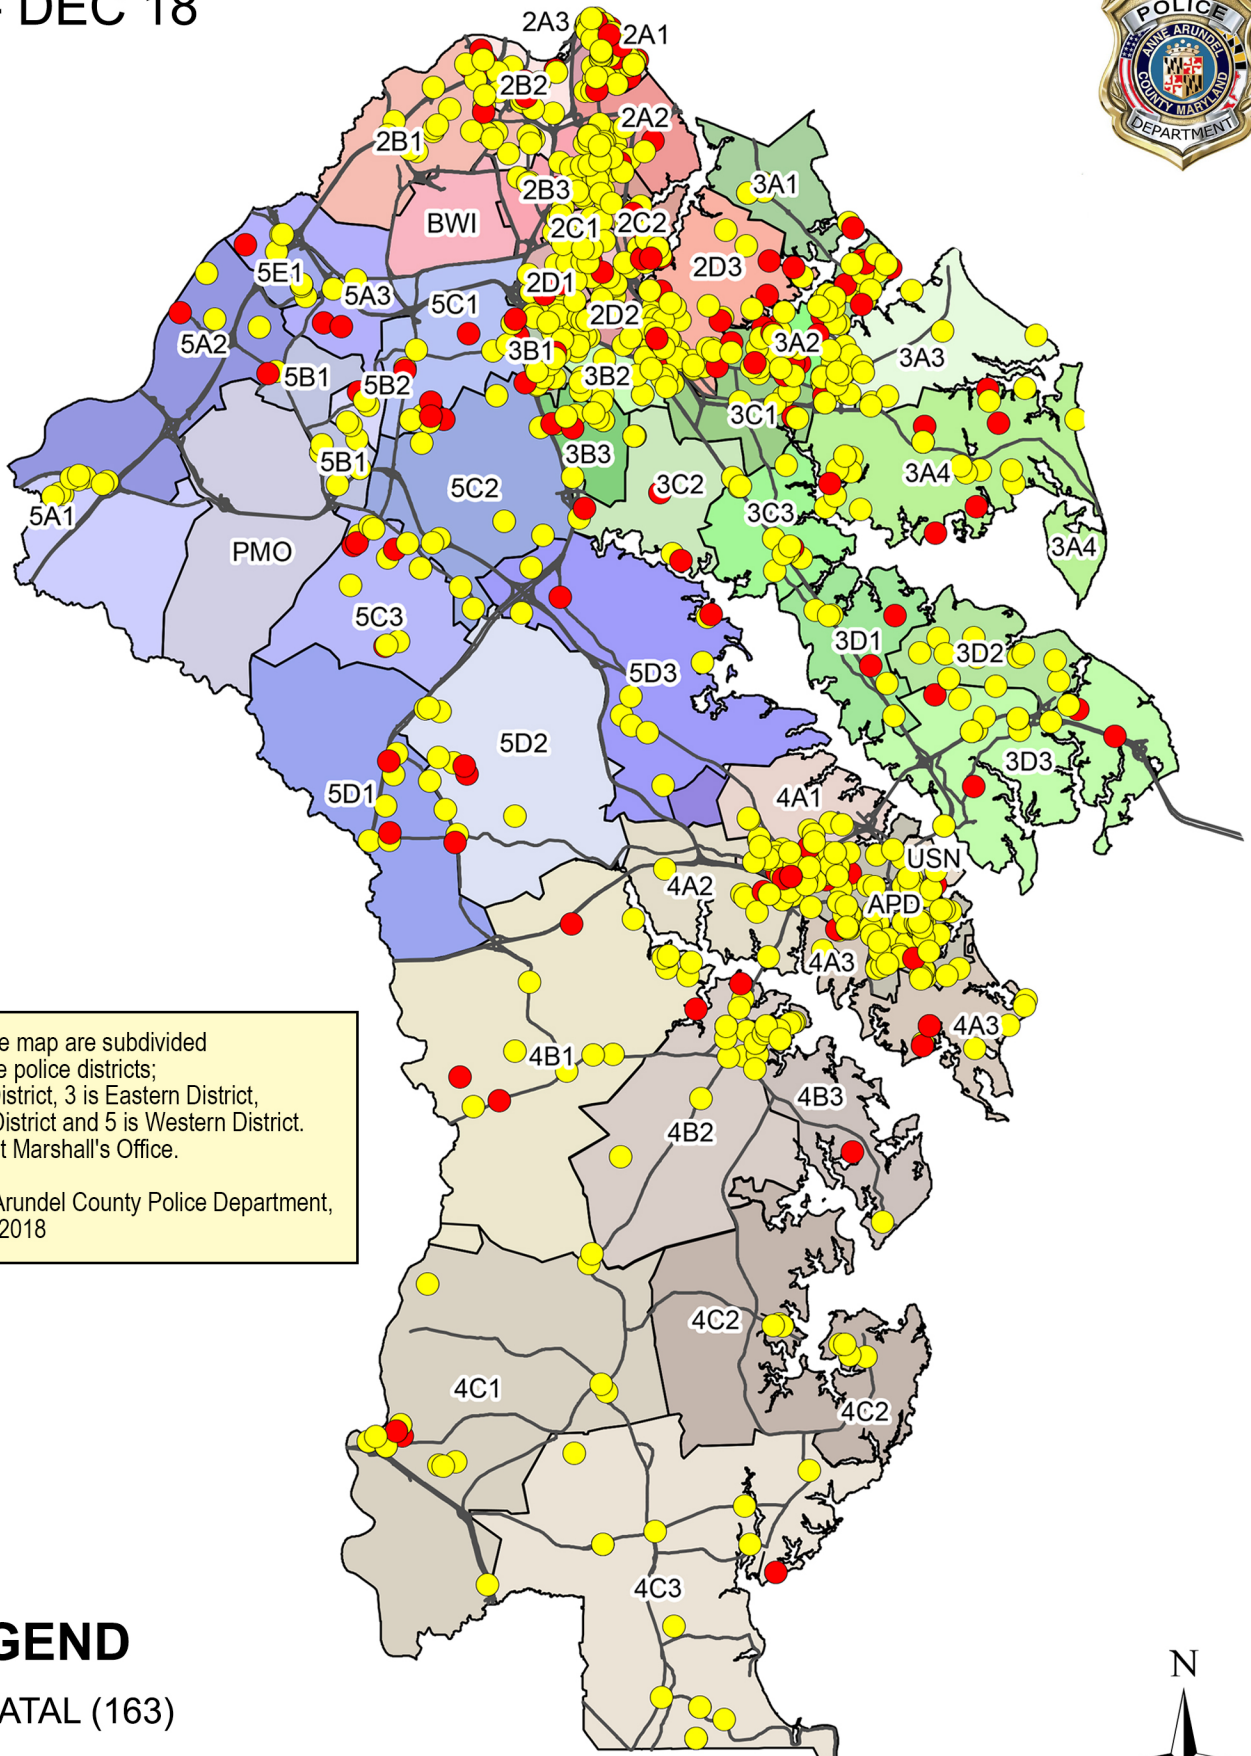 - DEC 18
POLICE
ANNE ARUNDEL
COUNTY MARYLAND
DEPARTMENT
2A3
2A1
2B2
2A2
2B1
2B3
3A1
BWI
2C1
2C2
2D3
5E1
5A3
2D1
5C1
2D2
5A2
3B1
3A2
3A3
5B1
5B2
3B2
3C1
5B1
3B3
3A4
5C2
3C2
5A1
3C3
PMO
3A4
5C3
3D1
3D2
5D3
5D2
3D3
5D1
4A1
USN
4A2
APD
4A3
4A3
4B1
4B3
4B2
4C2
4C1
4C2
4C3
e map are subdivided
e police districts;
istrict, 3 is Eastern District,
District and 5 is Western District.
t Marshall's Office.
Arundel County Police Department,
2018
GEND
ATAL (163)
N